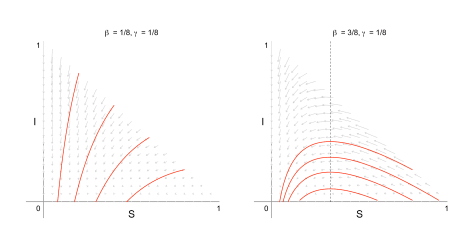 β = 1/8, γ = 1/8
1
I
0
S
1
β = 3/8, γ = 1/8
1
I
0
S
1